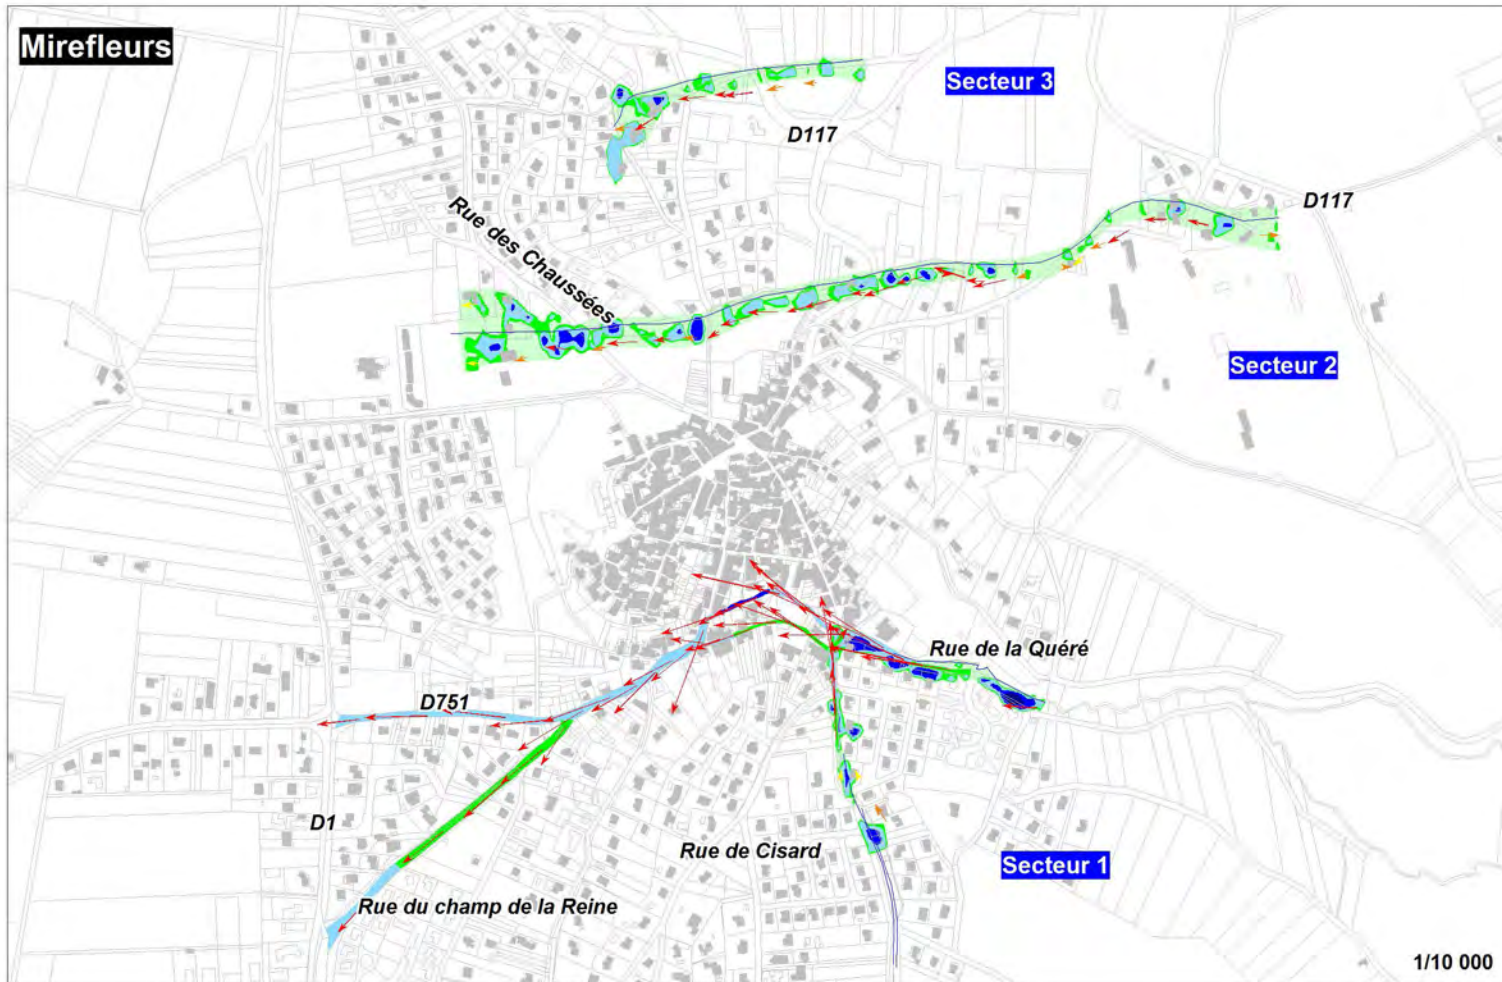 Mirefleurs
Secteur 3
D117
D117
Rue des Chaussées
Secteur 2
Rue de la Quéré
D751
D1
Rue de Cisard
Secteur 1
Rue du champ de la Reine
1/10 000